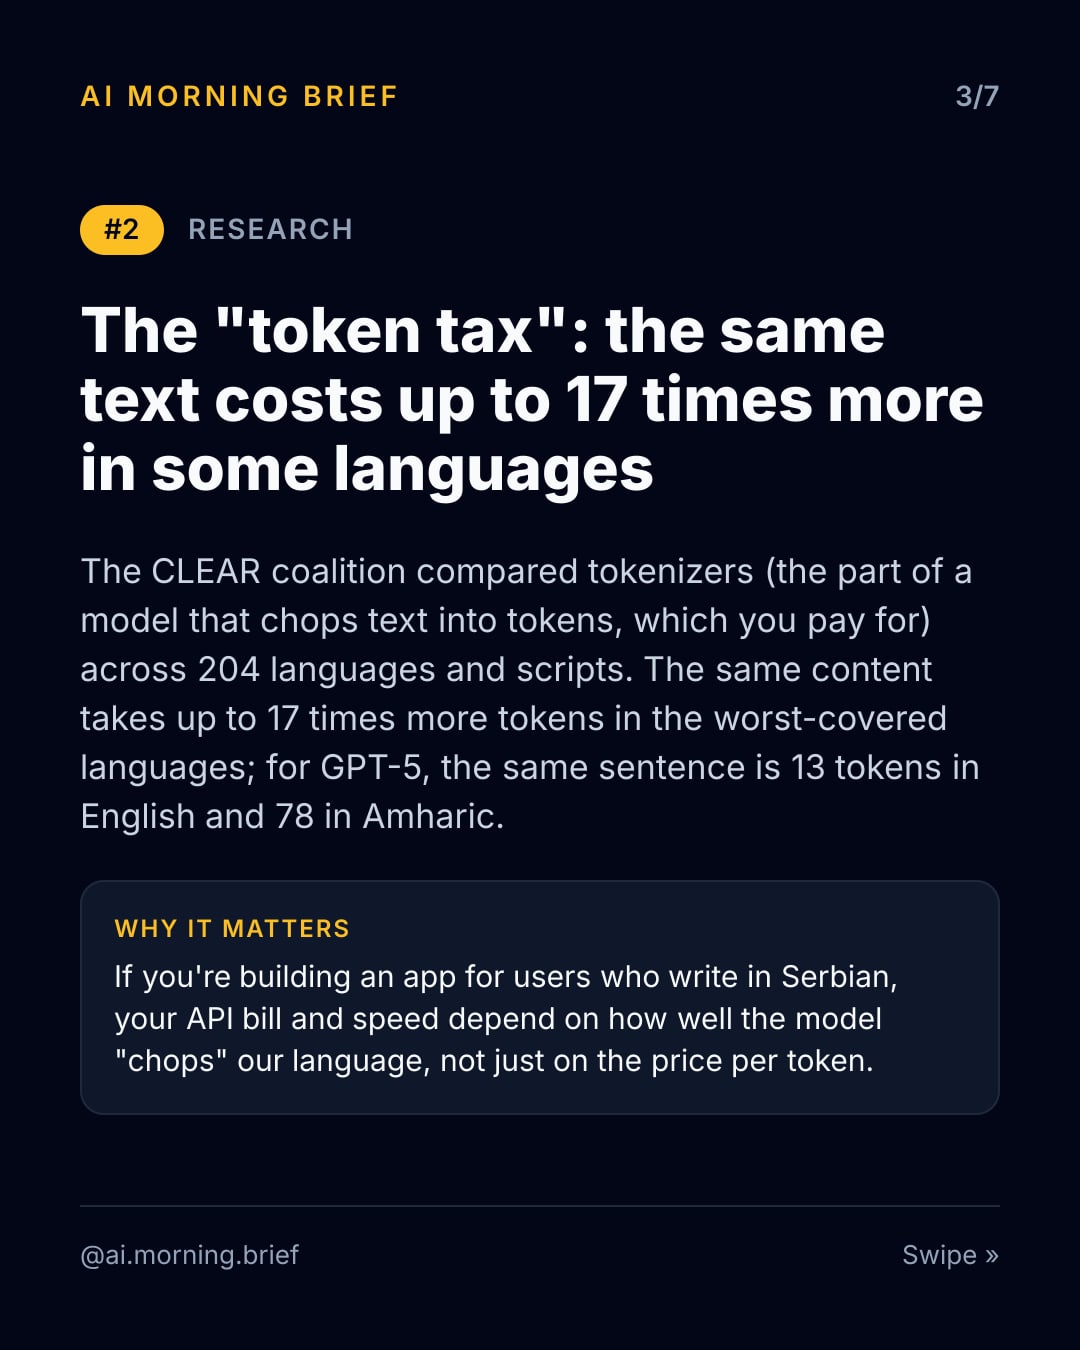 AI MORNING BRIEF
3/7
#2
RESEARCH
The "token tax": the same
text costs up to 17 times more
in some languages
The CLEAR coalition compared tokenizers (the part of a
model that chops text into tokens, which you pay for)
across 204 languages and scripts. The same content
takes up to 17 times more tokens in the worst-covered
languages; for GPT-5, the same sentence is 13 tokens in
English and 78 in Amharic.
WHY IT MATTERS
If you're building an app for users who write in Serbian,
your API bill and speed depend on how well the model
"chops" our language, not just on the price per token.
@ai.morning.brief
Swipe »